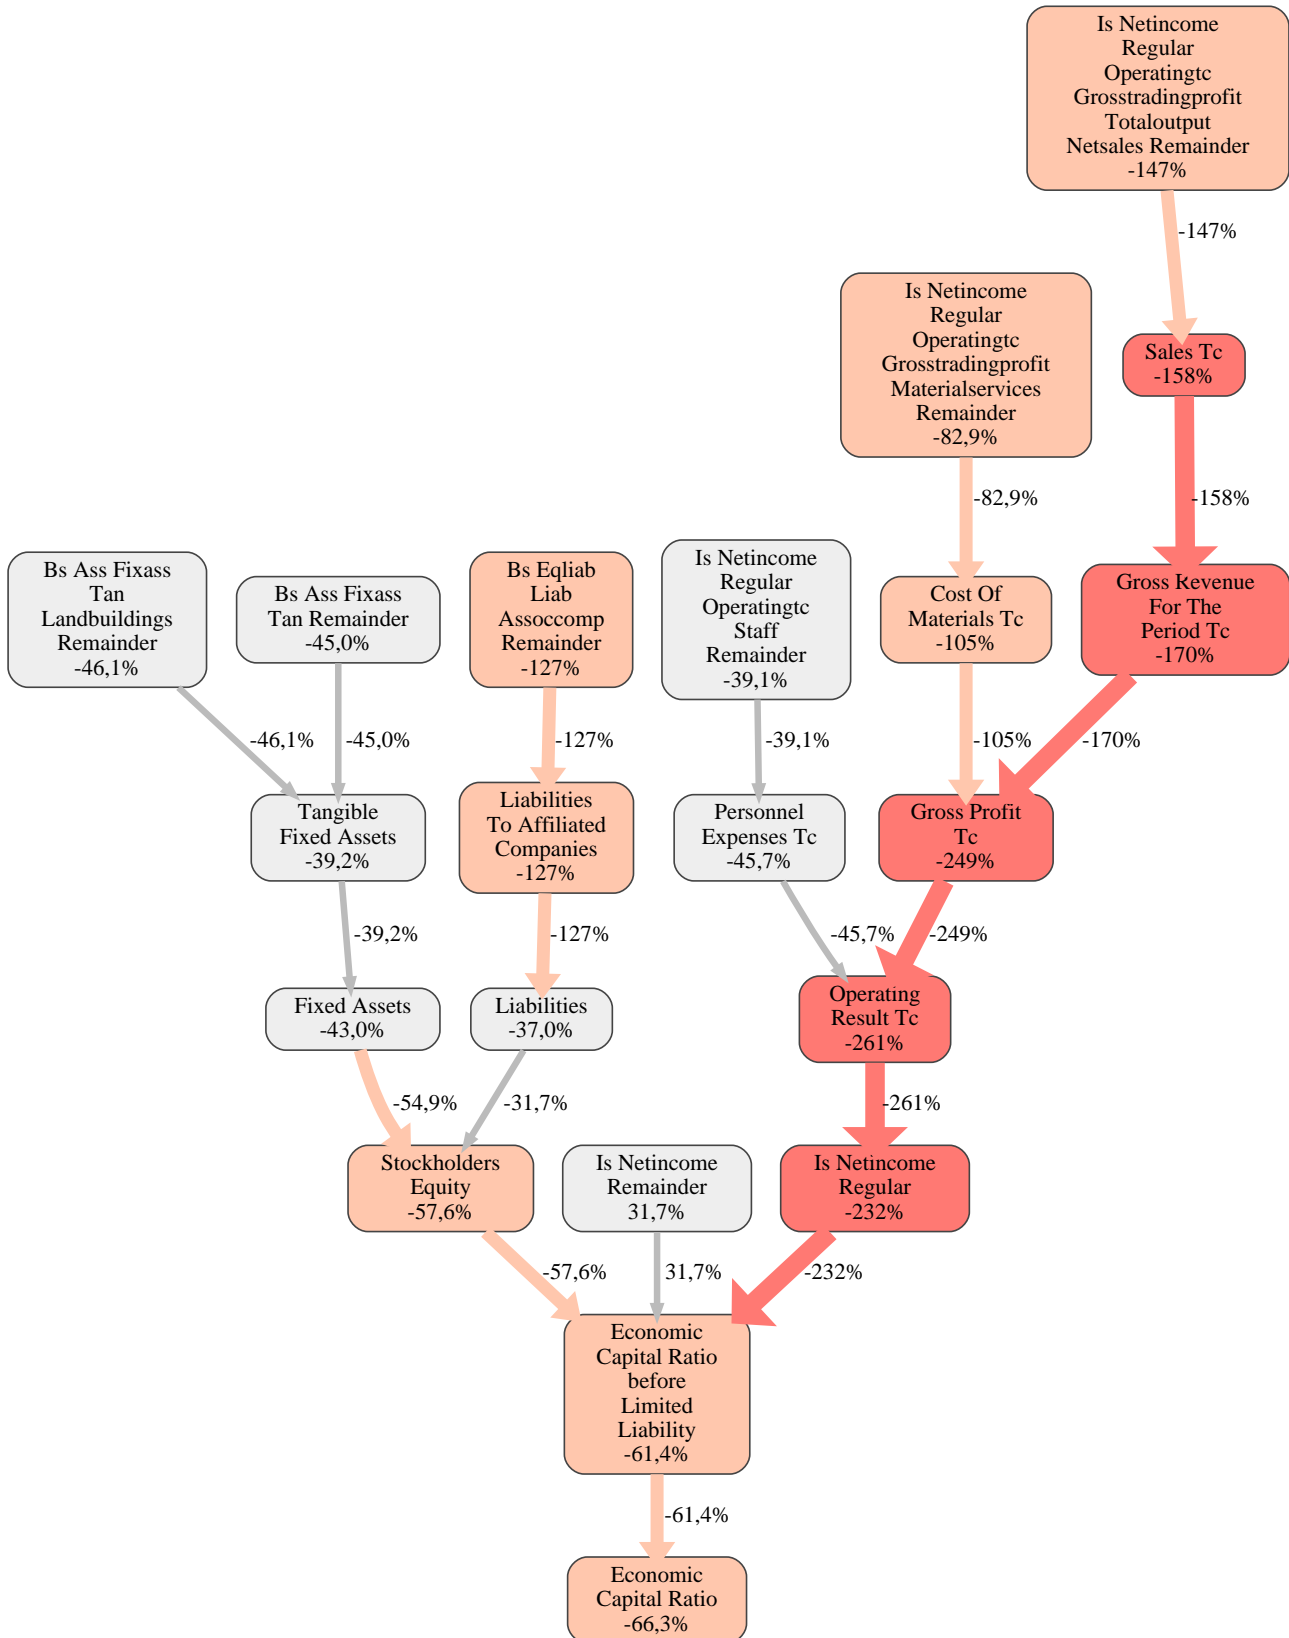 Is Netincome
Regular
Operatingtc
Grosstradingprofit
Totaloutput
Netsales Remainder
-147%
-147%
Is Netincome
Regular
Operatingtc
Grosstradingprofit
Materialservices
Remainder
-82,9%
Sales Tc
-158%
-82,9%
-158%
Bs Ass Fixass
Tan
Landbuildings
Remainder
-46,1%
Bs Ass Fixass
Tan Remainder
-45,0%
Bs Eqliab
Liab
Assoccomp
Remainder
-127%
Is Netincome
Regular
Operatingtc
Staff
Remainder
-39,1%
Cost Of
Materials Tc
-105%
Gross Revenue
For The
Period Tc
-170%
-46,1%
-45,0%
-127%
-39,1%
-105%
-170%
Tangible
Fixed Assets
-39,2%
Liabilities
To Affiliated
Companies
-127%
Personnel
Expenses Tc
-45,7%
Gross Profit
Tc
-249%
-39,2%
-127%
-45,7%
-249%
Fixed Assets
-43,0%
Liabilities
-37,0%
Operating
Result Tc
-261%
-54,9%
-31,7%
-261%
Stockholders
Equity
-57,6%
Is Netincome
Remainder
31,7%
Is Netincome
Regular
-232%
-57,6%
31,7%
-232%
Economic
Capital Ratio
before
Limited
Liability
-61,4%
-61,4%
Economic
Capital Ratio
-66,3%